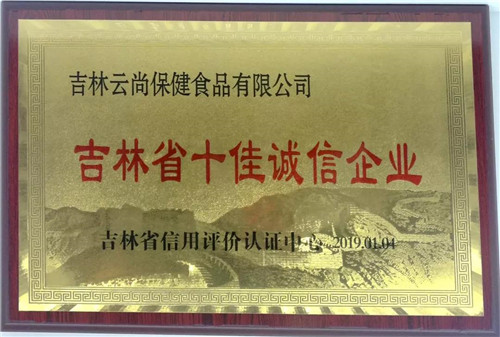 吉林云尚保健食品有限公司
吉林省十佳诚信企业
吉林省信用评价认证中心 2019.01.04